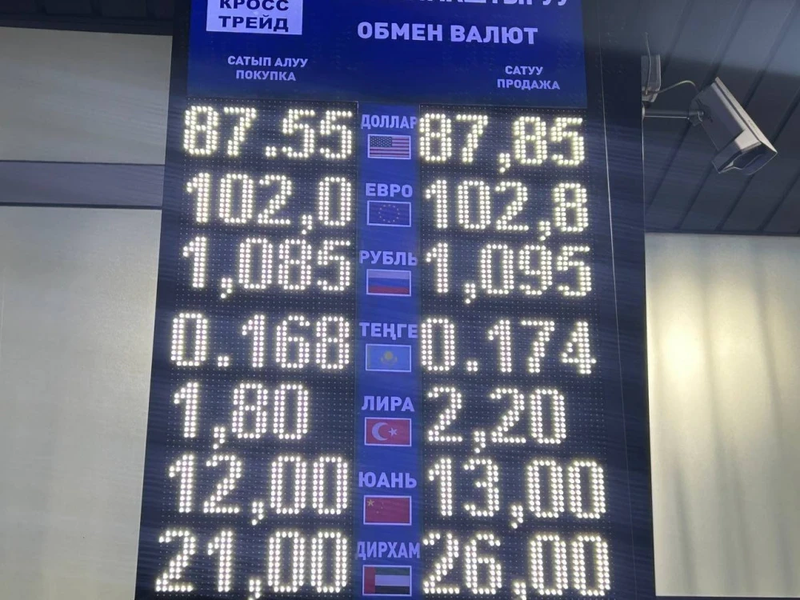 КРОСС
ТРЕЙД
ОБМЕН ВАЛЮТ
САТЫП АЛУУ
ПОКУПКА
САТУУ
ПРОДАЖА
87.55 ДОЛЛАР 87,85
102,0 ЕВРО 102,8
1,085 РУБЛЬ 1,095
0.168 ТЕҢГЕ 0.174
1,80 ЛИРА 2,20
12,00 ЮАНЬ 13,00
21,00 ДИРХАМ 26,00